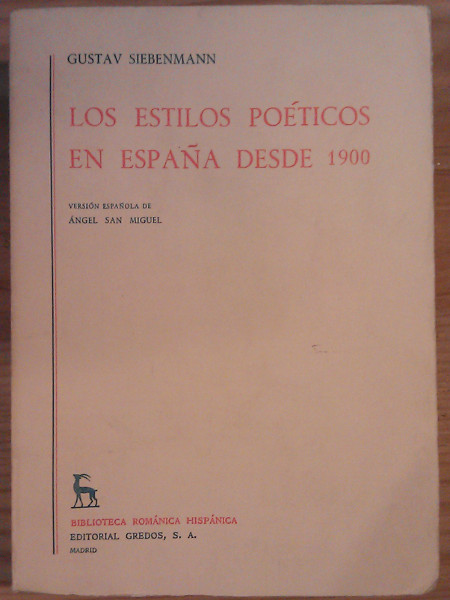 GUSTAV SIEBENMANN
LOS ESTILOS POÉTICOS
EN ESPAÑA DESDE 1900
VERSIÓN ESPAÑOLA DE
ÁNGEL SAN MIGUEL
BIBLIOTECA ROMÁNICA HISPÁNICA
EDITORIAL GREDOS, S. A.
MADRID